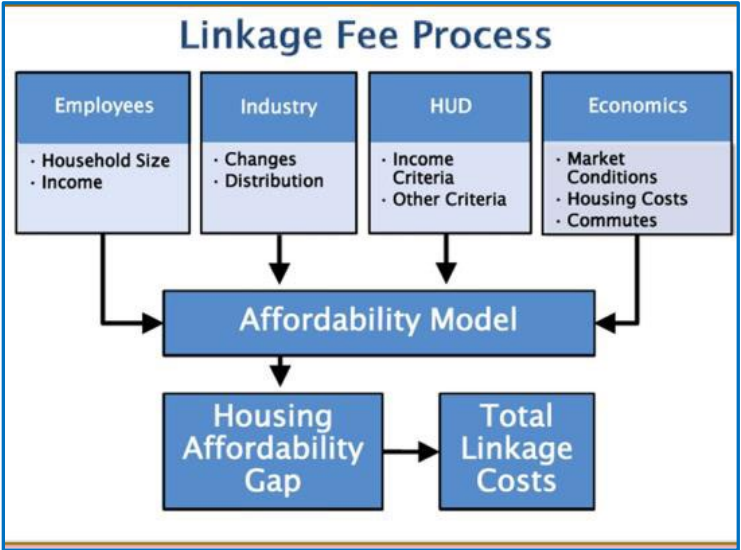 Linkage Fee Process
Employees
· Household Size
· Income
Industry
· Changes
· Distribution
HUD
· Income
Criteria
· Other Criteria
Economics
· Market
Conditions
· Housing Costs
· Commutes
Affordability Model
Housing
Affordability
Gap
Total
Linkage
Costs